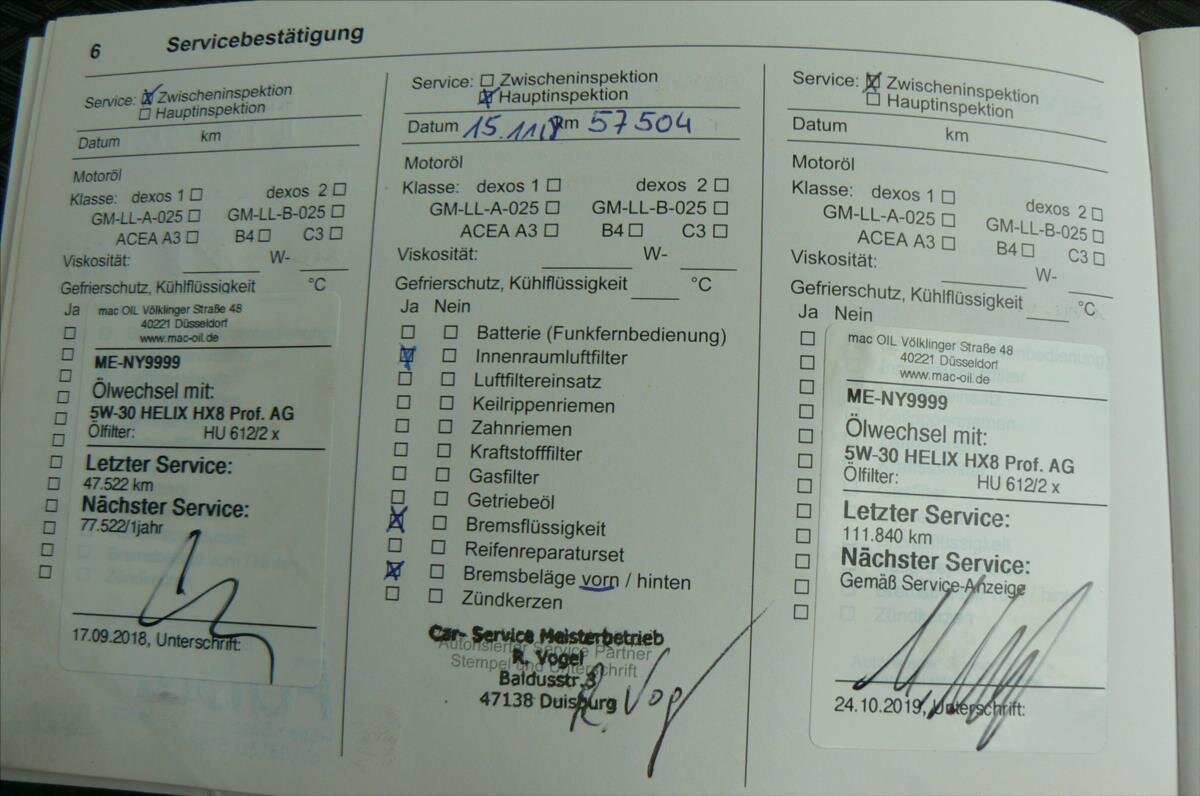 6 Servicebestätigung
Service: Zwischeninspektion
Hauptinspektion
Datum km
Motoröl
Klasse: dexos 1 dexos 2
GM-LL-A-025 GM-LL-B-025
ACEA A3 B4 C3
Viskosität: W-
Gefrierschutz, Kühlflüssigkeit °C
Ja
mac OIL Völklinger Straße 48
40221 Düsseldorf
www.mac-oil.de
ME-NY9999
Ölwechsel mit:
5W-30 HELIX HX8 Prof. AG
Ölfilter: HU 612/2 x
Letzter Service:
47.522 km
Nächster Service:
77.522/1jahr
17.09.2018, Unterschrift:
Service: Zwischeninspektion
Hauptinspektion
Datum 15.11.18 km 57504
Motoröl
Klasse: dexos 1 dexos 2
GM-LL-A-025 GM-LL-B-025
ACEA A3 B4 C3
Viskosität: W-
Gefrierschutz, Kühlflüssigkeit °C
Ja Nein
Batterie (Funkfernbedienung)
Innenraumluftfilter
Luftfiltereinsatz
Keilrippenriemen
Zahnriemen
Kraftstofffilter
Gasfilter
Getriebeöl
Bremsflüssigkeit
Reifenreparaturset
Bremsbeläge vorn / hinten
Zündkerzen
Car- Service Meisterbetrieb
Autorisierter Service Partner
R. Vogel
Stempel und Unterschrift
Baldusstr.3
47138 Duisburg
R. Vogel
Service: Zwischeninspektion
Hauptinspektion
Datum km
Motoröl
Klasse: dexos 1 dexos 2
GM-LL-A-025 GM-LL-B-025
ACEA A3 B4 C3
Viskosität: W-
Gefrierschutz, Kühlflüssigkeit °C
Ja Nein
mac OIL Völklinger Straße 48
40221 Düsseldorf
www.mac-oil.de
ME-NY9999
Ölwechsel mit:
5W-30 HELIX HX8 Prof. AG
Ölfilter: HU 612/2 x
Letzter Service:
111.840 km
Nächster Service:
Gemäß Service-Anzeige
24.10.2019, Unterschrift: